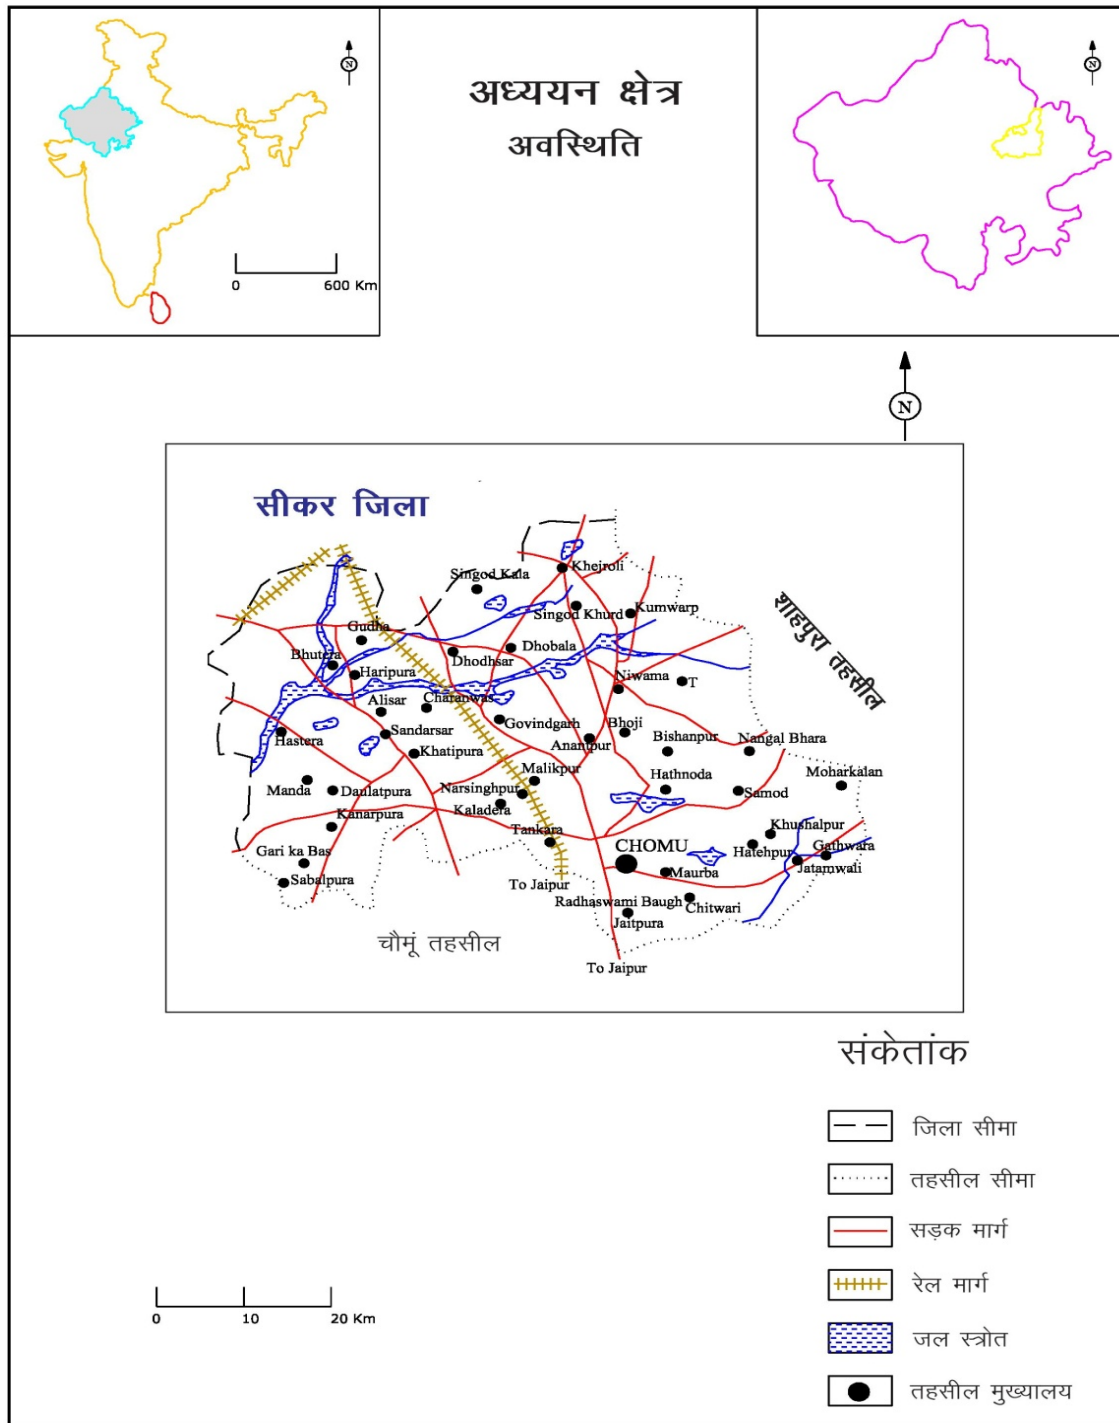 N
0 600 Km
अध्ययन क्षेत्र
अवस्थिति
N
N
सीकर जिला
शाहपुरा तहसील
Khejroli
Singod Kala
Singod Khurd
Kumwarp
Gudha
Dhobala
Dhodhsar
Bhutera
Haripura
Niwama
T
Charanwas
Alisar
Govindgarh
Bhoji
Sandarsar
Anantpur
Hastera
Bishanpur
Nangal Bhara
Khatipura
Malikpur
Hathnoda
Moharkalan
Manda
Daulatpura
Narsinghpur
Samod
Kaladera
Kanarpura
Tankara
Khushalpur
CHOMU
Hatehpur
Gathwara
Gari ka Bas
Maurba
Jatamwali
Sabalpura
To Jaipur
Radhaswami Baugh
Chitwari
Jaitpura
चौमूं तहसील
To Jaipur
संकेतांक
जिला सीमा
तहसील सीमा
सड़क मार्ग
रेल मार्ग
जल स्त्रोत
तहसील मुख्यालय
0 10 20 Km